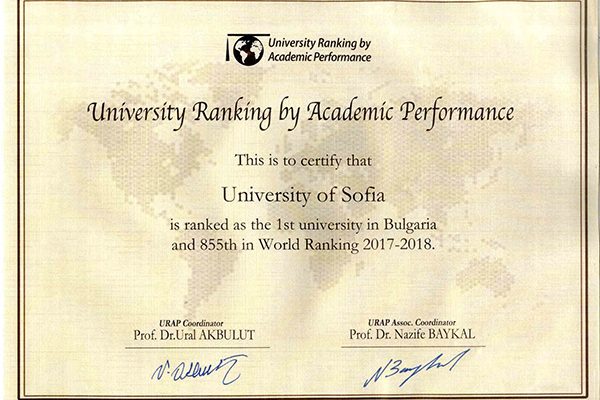 University Ranking by
Academic Performance
University Ranking by Academic Performance
This is to certify that
University of Sofia
is ranked as the 1st university in Bulgaria
and 855th in World Ranking 2017-2018.
URAP Coordinator
Prof. Dr.Ural AKBULUT
URAP Assoc. Coordinator
Prof. Dr. Nazife BAYKAL